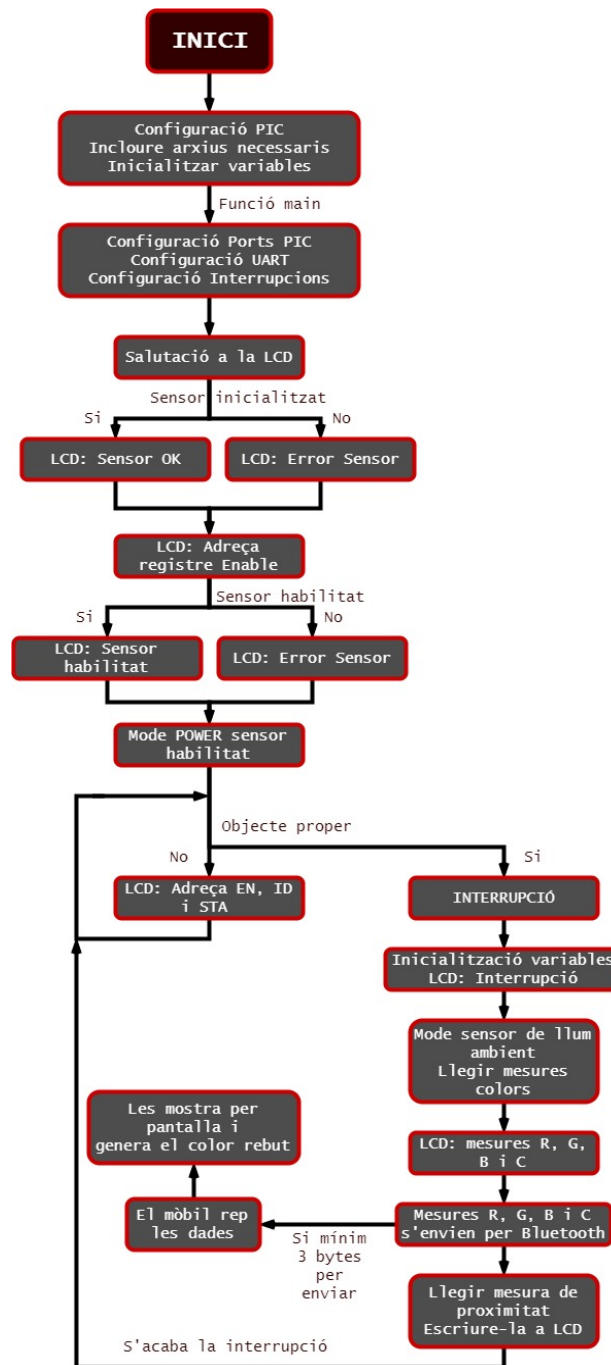 INICI
Configuració PIC
Incloure arxius necessaris
Inicialitzar variables
Funció main
Configuració Ports PIC
Configuració UART
Configuració Interrupcions
Salutació a la LCD
Sensor inicialitzat
Si
No
LCD: Sensor OK
LCD: Error Sensor
LCD: Adreça
registre Enable
Sensor habilitat
Si
No
LCD: Sensor
habilitat
LCD: Error Sensor
Mode POWER sensor
habilitat
Objecte proper
No
Si
LCD: Adreça EN, ID
i STA
INTERRUPCIÓ
Inicialització variables
LCD: Interrupció
Mode sensor de llum
ambient
Llegir mesures
colors
LCD: mesures R, G,
B i C
Mesures R, G, B i C
s'envien per Bluetooth
Si mínim
3 bytes
per
enviar
El mòbil rep
les dades
Les mostra per
pantalla i
genera el color rebut
Llegir mesura de
proximitat
Escriure-la a LCD
S'acaba la interrupció